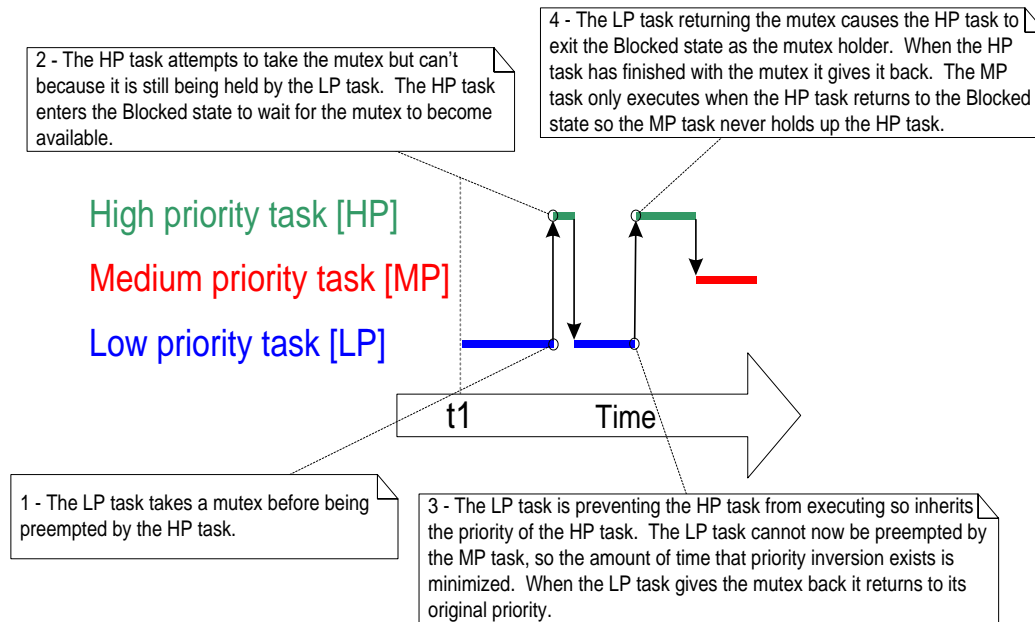 2 - The HP task attempts to take the mutex but can't
because it is still being held by the LP task.  The HP task
enters the Blocked state to wait for the mutex to become
available.
4 - The LP task returning the mutex causes the HP task to
exit the Blocked state as the mutex holder.  When the HP
task has finished with the mutex it gives it back.  The MP
task only executes when the HP task returns to the Blocked
state so the MP task never holds up the HP task.
High priority task [HP]
Medium priority task [MP]
Low priority task [LP]
t1
Time
1 - The LP task takes a mutex before being
preempted by the HP task.
3 - The LP task is preventing the HP task from executing so inherits
the priority of the HP task.  The LP task cannot now be preempted by
the MP task, so the amount of time that priority inversion exists is
minimized.  When the LP task gives the mutex back it returns to its
original priority.